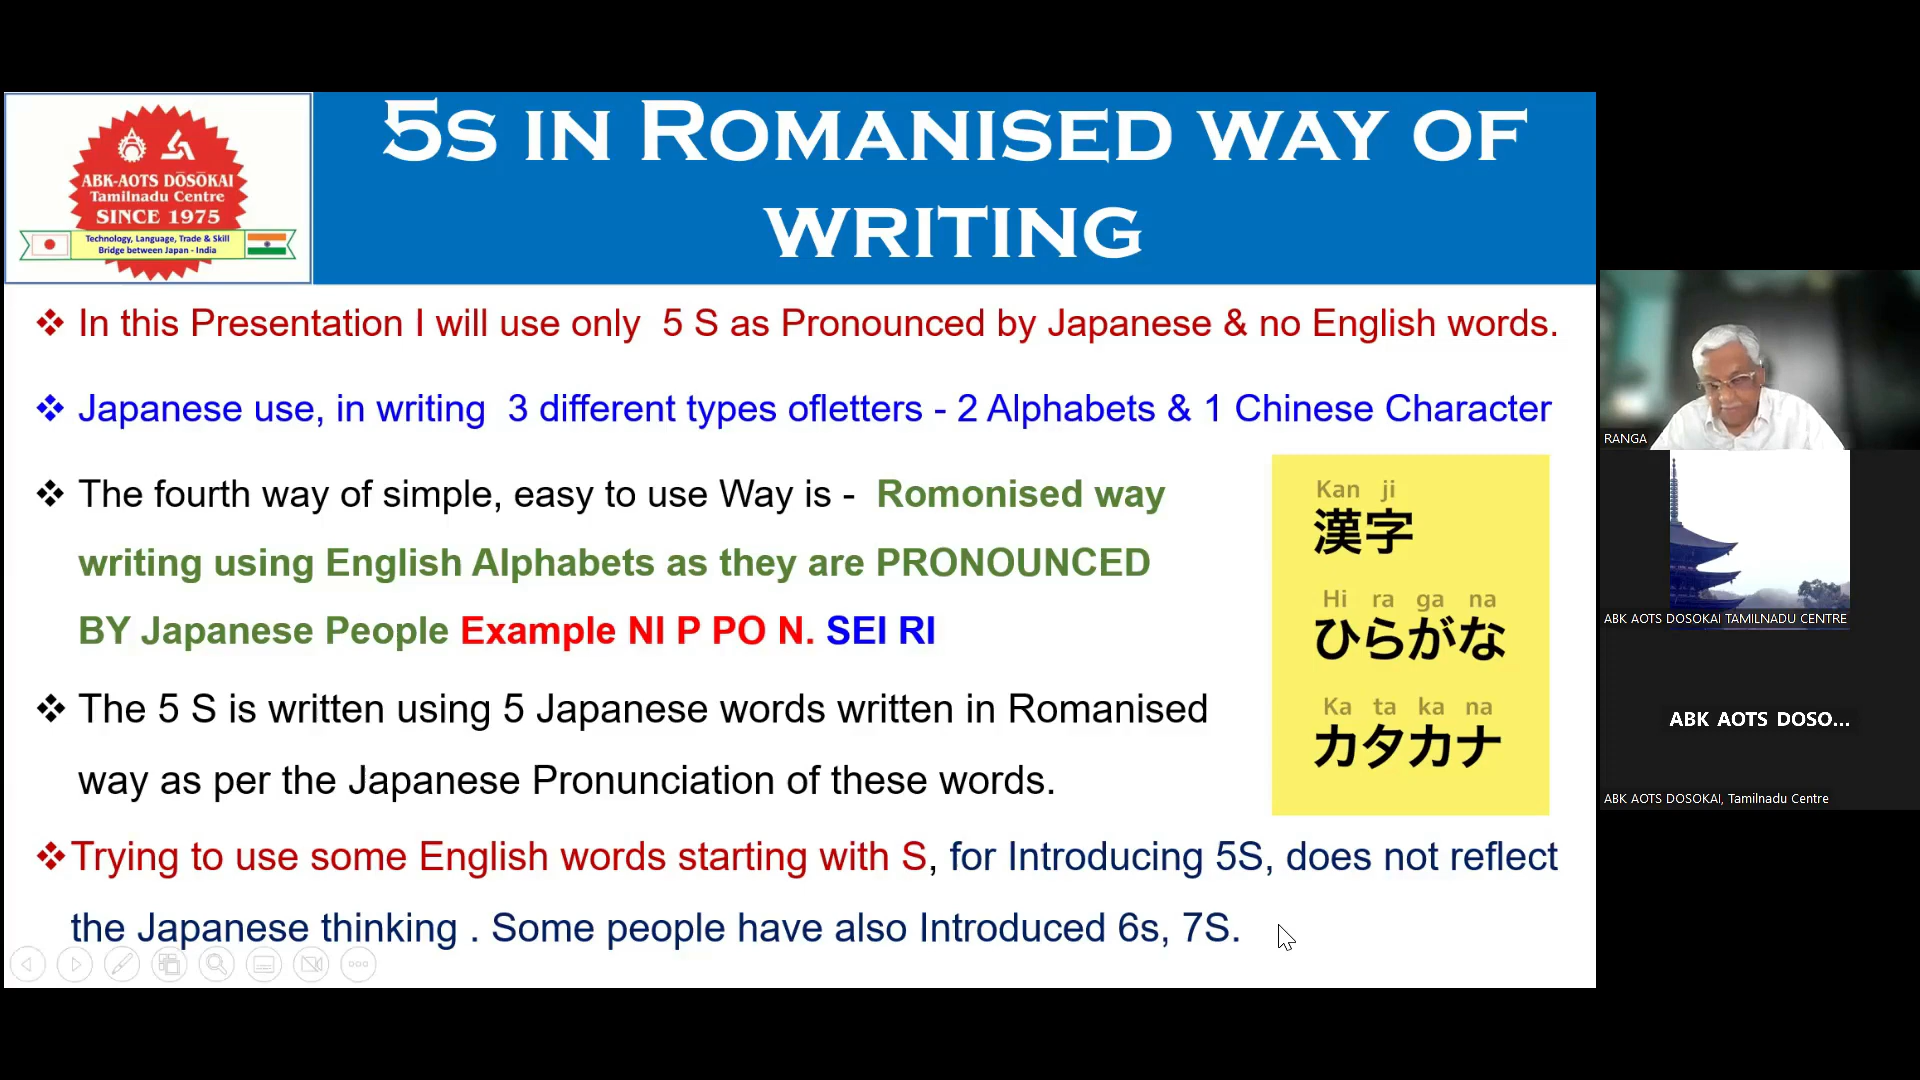 5S IN ROMANISED WAY OF
WRITING
ABK-AOTS DŌSŌKAI
Tamilnadu Centre
SINCE 1975
Technology, Language, Trade & Skill
Bridge between Japan - India
❖ In this Presentation I will use only 5 S as Pronounced by Japanese & no English words.
❖ Japanese use, in writing 3 different types ofletters - 2 Alphabets & 1 Chinese Character
❖ The fourth way of simple, easy to use Way is - Romonised way
writing using English Alphabets as they are PRONOUNCED
BY Japanese People Example NI P PO N. SEI RI
❖ The 5 S is written using 5 Japanese words written in Romanised
way as per the Japanese Pronunciation of these words.
❖Trying to use some English words starting with S, for Introducing 5S, does not reflect
the Japanese thinking . Some people have also Introduced 6s, 7S.
Kan ji
漢字
Hi ra ga na
ひらがな
Ka ta ka na
カタカナ
RANGA
ABK AOTS DOSOKAI TAMILNADU CENTRE
ABK AOTS DOSO...
ABK AOTS DOSOKAI, Tamilnadu Centre